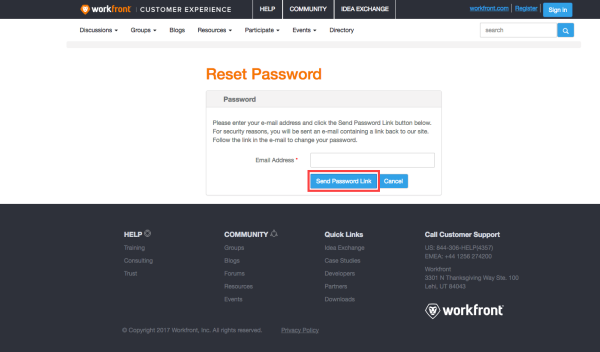 workfront | CUSTOMER EXPERIENCE HELP COMMUNITY IDEA EXCHANGE workfront.com | Register | Sign in
Discussions Groups Blogs Resources Participate Events Directory search
Reset Password
Password
Please enter your e-mail address and click the Send Password Link button below.
For security reasons, you will be sent an e-mail containing a link back to our site.
Follow the link in the e-mail to change your password.
Email Address *
Send Password Link Cancel
HELP COMMUNITY Quick Links Call Customer Support
Training Groups Idea Exchange US: 844-306-HELP(4357)
EMEA: +44 1256 274200
Consulting Blogs Case Studies
Trust Forums Developers Workfront
Resources Partners 3301 N Thanksgiving Way Ste. 100
Events Downloads Lehi, UT 84043
workfront
© Copyright 2017 Workfront, Inc. All rights reserved. Privacy Policy